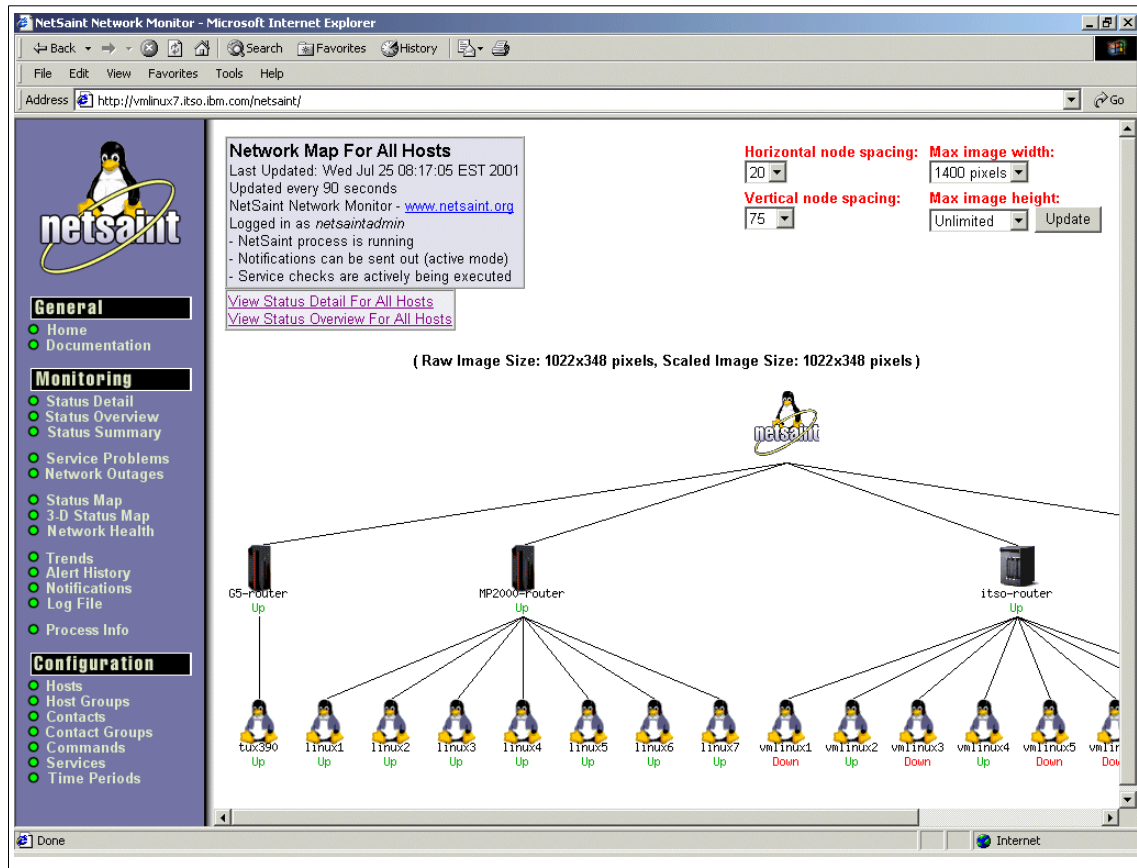 NetSaint Network Monitor - Microsoft Internet Explorer
Back Search Favorites History
File Edit View Favorites Tools Help
Address http://vmlinux7.itso.ibm.com/netsaint/ Go
netsaint
General
Home
Documentation
Monitoring
Status Detail
Status Overview
Status Summary
Service Problems
Network Outages
Status Map
3-D Status Map
Network Health
Trends
Alert History
Notifications
Log File
Process Info
Configuration
Hosts
Host Groups
Contacts
Contact Groups
Commands
Services
Time Periods
Network Map For All Hosts
Last Updated: Wed Jul 25 08:17:05 EST 2001
Updated every 90 seconds
NetSaint Network Monitor - www.netsaint.org
Logged in as netsaintadmin
- NetSaint process is running
- Notifications can be sent out (active mode)
- Service checks are actively being executed
View Status Detail For All Hosts
View Status Overview For All Hosts
Horizontal node spacing: Max image width:
20 1400 pixels
Vertical node spacing: Max image height:
75 Unlimited Update
( Raw Image Size: 1022x348 pixels, Scaled Image Size: 1022x348 pixels )
netsaint
G5-router MP2000-router itso-router
Up Up Up
tux390 linux1 linux2 linux3 linux4 linux5 linux6 linux7 vmlinux1 vmlinux2 vmlinux3 vmlinux4 vmlinux5
Up Up Up Up Up Up Up Up Down Up Down Up Down
Done Internet